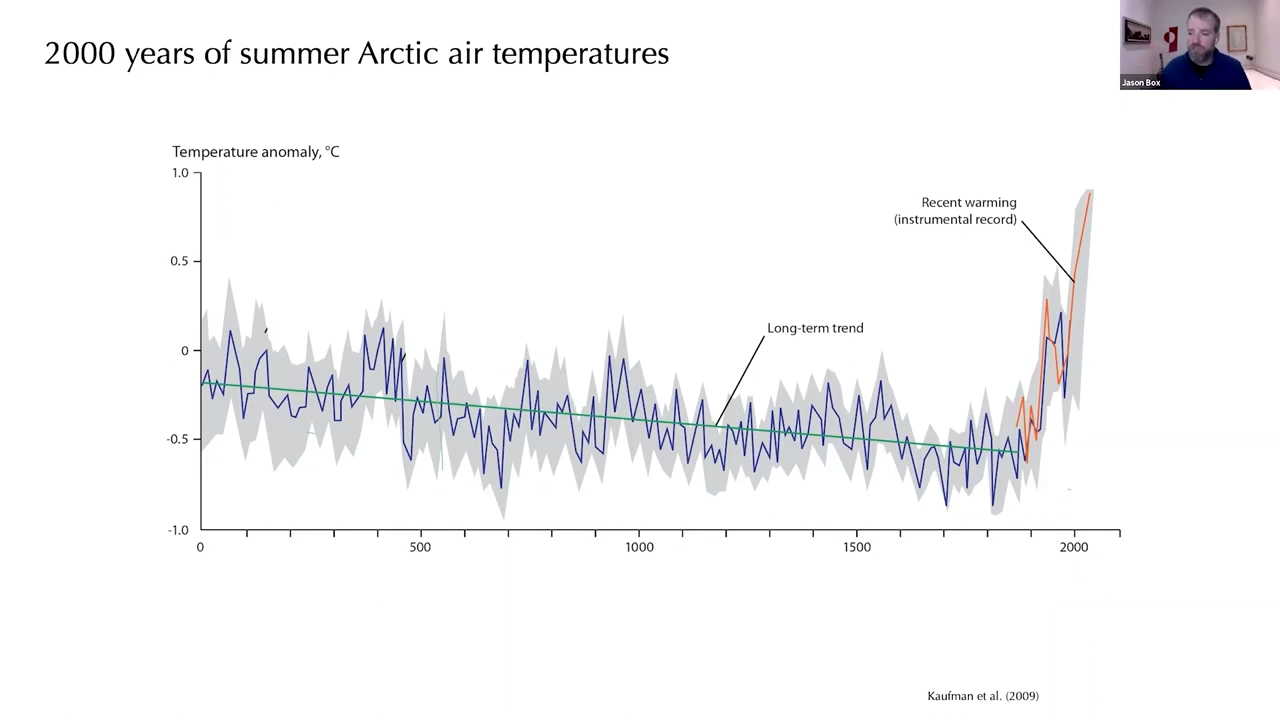 2000 years of summer Arctic air temperatures
Jason Box
Temperature anomaly, °C
1.0
0.5
0
-0.5
-1.0
Recent warming
(instrumental record)
Long-term trend
0
500
1000
1500
2000
Kaufman et al. (2009)